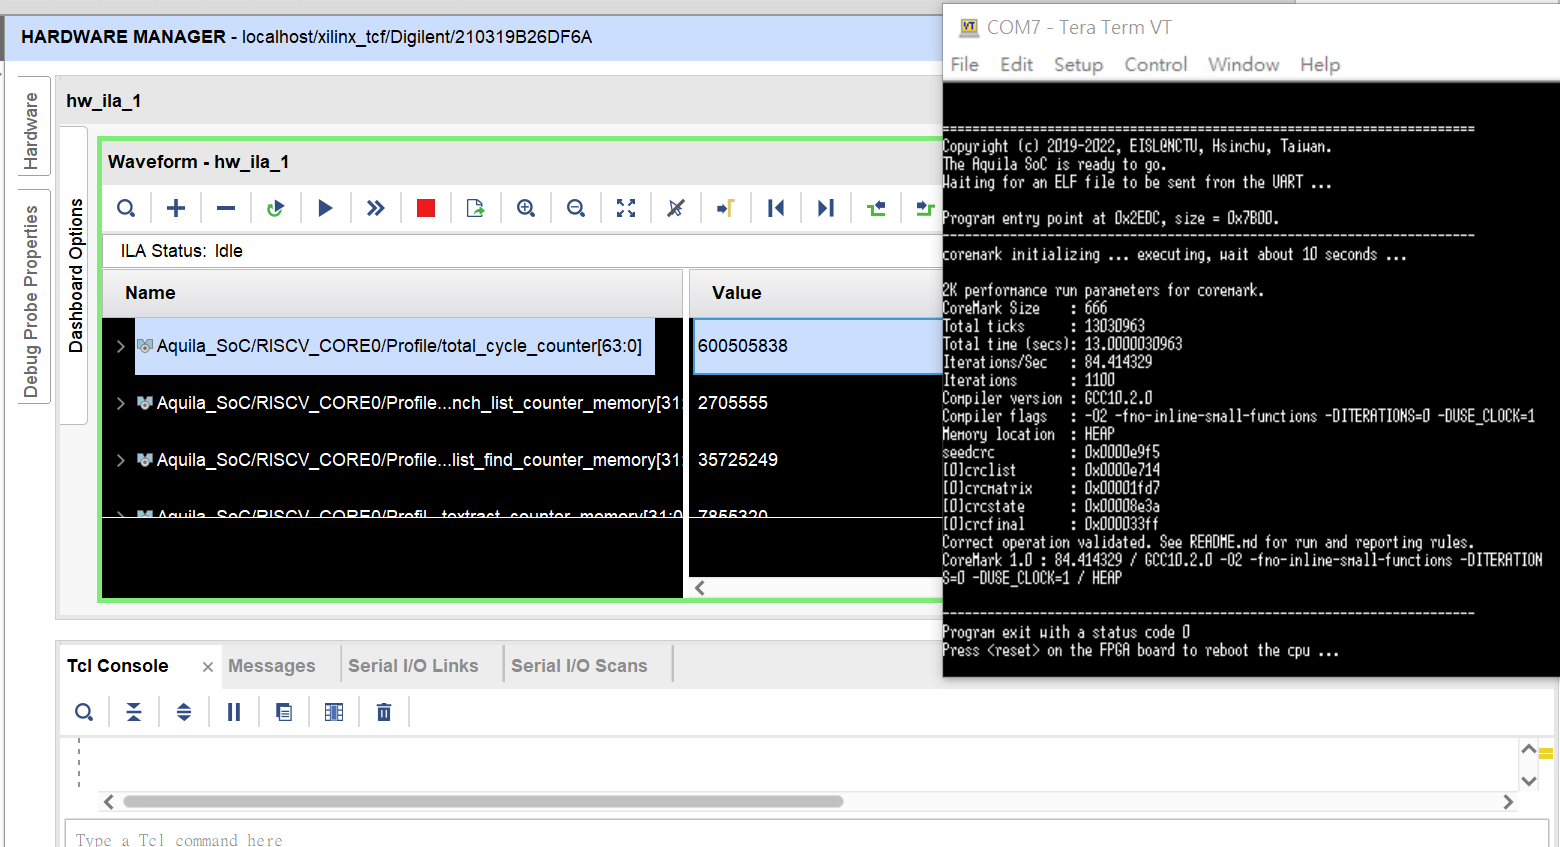 HARDWARE MANAGER - localhost/xilinx_tcf/Digilent/210319B26DF6A
Hardware
Debug Probe Properties
hw_ila_1
Dashboard Options
Waveform - hw_ila_1
ILA Status: Idle
Name Value
Aquila_SoC/RISCV_CORE0/Profile/total_cycle_counter[63:0] 600505838
Aquila_SoC/RISCV_CORE0/Profile...nch_list_counter_memory[31: 2705555
Aquila_SoC/RISCV_CORE0/Profile...list_find_counter_memory[31: 35725249
Aquila_SoC/RISCV_CORE0/Profil...textract_counter_memory[31:0 7855320
Tcl Console Messages Serial I/O Links Serial I/O Scans
Type a Tcl command here
COM7 - Tera Term VT
File Edit Setup Control Window Help
=======================================================================
Copyright (c) 2019-2022, EISL@NCTU, Hsinchu, Taiwan.
The Aquila SoC is ready to go.
Waiting for an ELF file to be sent from the UART ...
Program entry point at 0x2EDC, size = 0x7B00.
-----------------------------------------------------------------------
coremark initializing ... executing, wait about 10 seconds ...
2K performance run parameters for coremark.
CoreMark Size : 666
Total ticks : 13030963
Total time (secs): 13.0000030963
Iterations/Sec : 84.414329
Iterations : 1100
Compiler version : GCC10.2.0
Compiler flags : -O2 -fno-inline-small-functions -DITERATIONS=0 -DUSE_CLOCK=1
Memory location : HEAP
seedcrc : 0x0000e9f5
[0]crclist : 0x0000e714
[0]crcmatrix : 0x00001fd7
[0]crcstate : 0x00008e3a
[0]crcfinal : 0x000033ff
Correct operation validated. See README.md for run and reporting rules.
CoreMark 1.0 : 84.414329 / GCC10.2.0 -O2 -fno-inline-small-functions -DITERATION
S=0 -DUSE_CLOCK=1 / HEAP
-----------------------------------------------------------------------
Program exit with a status code 0
Press <reset> on the FPGA board to reboot the cpu ...